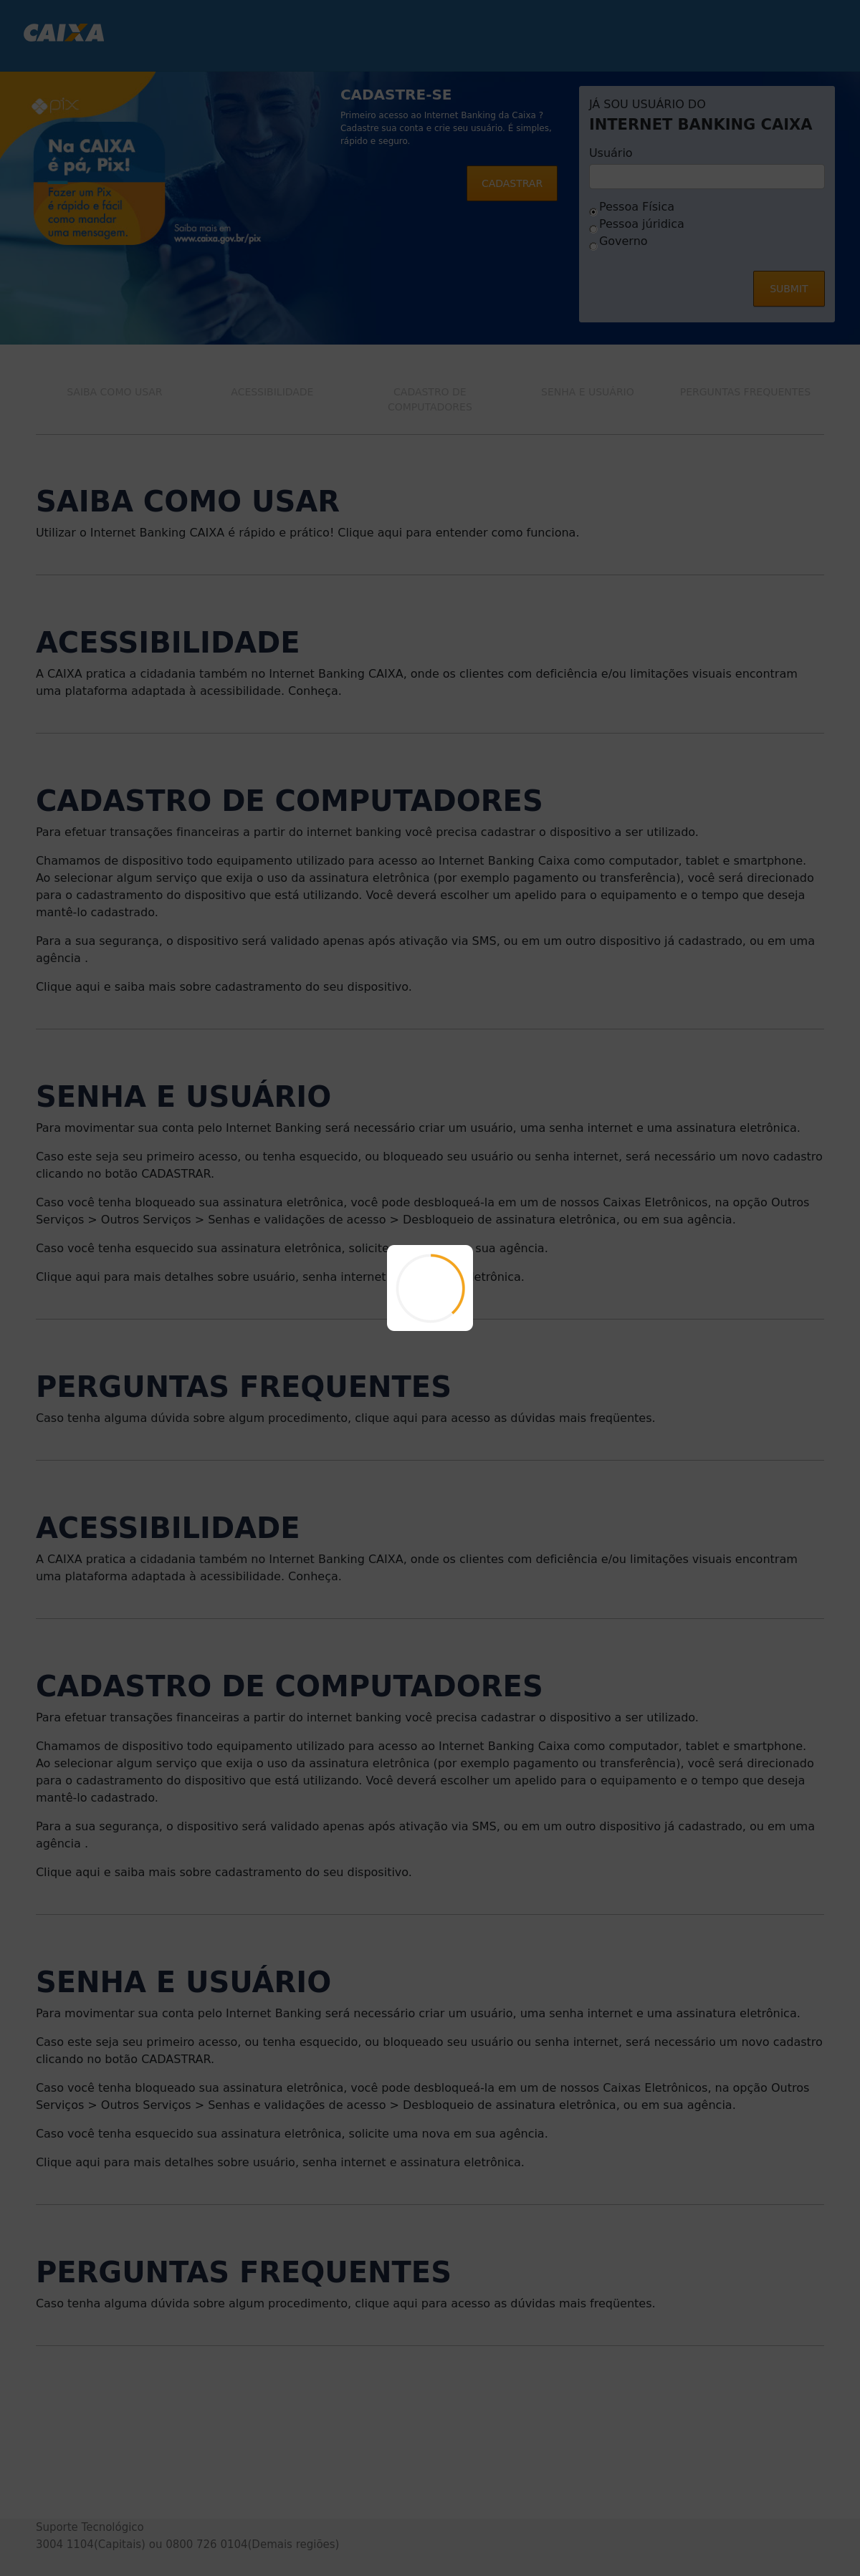 CAIXA
pix
Na CAIXA
é pá, Pix!
Fazer um Pix
é rápido e fácil
como mandar
uma mensagem.
Saiba mais em
www.caixa.gov.br/pix
CADASTRE-SE
Primeiro acesso ao Internet Banking da Caixa ?
Cadastre sua conta e crie seu usuário. É simples,
rápido e seguro.
CADASTRAR
JÁ SOU USUÁRIO DO
INTERNET BANKING CAIXA
Usuário
Pessoa Física
Pessoa júridica
Governo
SUBMIT
SAIBA COMO USAR
ACESSIBILIDADE
CADASTRO DE
COMPUTADORES
SENHA E USUÁRIO
PERGUNTAS FREQUENTES
SAIBA COMO USAR
Utilizar o Internet Banking CAIXA é rápido e prático! Clique aqui para entender como funciona.
ACESSIBILIDADE
A CAIXA pratica a cidadania também no Internet Banking CAIXA, onde os clientes com deficiência e/ou limitações visuais encontram
uma plataforma adaptada à acessibilidade. Conheça.
CADASTRO DE COMPUTADORES
Para efetuar transações financeiras a partir do internet banking você precisa cadastrar o dispositivo a ser utilizado.
Chamamos de dispositivo todo equipamento utilizado para acesso ao Internet Banking Caixa como computador, tablet e smartphone.
Ao selecionar algum serviço que exija o uso da assinatura eletrônica (por exemplo pagamento ou transferência), você será direcionado
para o cadastramento do dispositivo que está utilizando. Você deverá escolher um apelido para o equipamento e o tempo que deseja
mantê-lo cadastrado.
Para a sua segurança, o dispositivo será validado apenas após ativação via SMS, ou em um outro dispositivo já cadastrado, ou em uma
agência .
Clique aqui e saiba mais sobre cadastramento do seu dispositivo.
SENHA E USUÁRIO
Para movimentar sua conta pelo Internet Banking será necessário criar um usuário, uma senha internet e uma assinatura eletrônica.
Caso este seja seu primeiro acesso, ou tenha esquecido, ou bloqueado seu usuário ou senha internet, será necessário um novo cadastro
clicando no botão CADASTRAR.
Caso você tenha bloqueado sua assinatura eletrônica, você pode desbloqueá-la em um de nossos Caixas Eletrônicos, na opção Outros
Serviços > Outros Serviços > Senhas e validações de acesso > Desbloqueio de assinatura eletrônica, ou em sua agência.
Caso você tenha esquecido sua assinatura eletrônica, solicite sua agência.
Clique aqui para mais detalhes sobre usuário, senha internet etrônica.
PERGUNTAS FREQUENTES
Caso tenha alguma dúvida sobre algum procedimento, clique aqui para acesso as dúvidas mais freqüentes.
ACESSIBILIDADE
A CAIXA pratica a cidadania também no Internet Banking CAIXA, onde os clientes com deficiência e/ou limitações visuais encontram
uma plataforma adaptada à acessibilidade. Conheça.
CADASTRO DE COMPUTADORES
Para efetuar transações financeiras a partir do internet banking você precisa cadastrar o dispositivo a ser utilizado.
Chamamos de dispositivo todo equipamento utilizado para acesso ao Internet Banking Caixa como computador, tablet e smartphone.
Ao selecionar algum serviço que exija o uso da assinatura eletrônica (por exemplo pagamento ou transferência), você será direcionado
para o cadastramento do dispositivo que está utilizando. Você deverá escolher um apelido para o equipamento e o tempo que deseja
mantê-lo cadastrado.
Para a sua segurança, o dispositivo será validado apenas após ativação via SMS, ou em um outro dispositivo já cadastrado, ou em uma
agência .
Clique aqui e saiba mais sobre cadastramento do seu dispositivo.
SENHA E USUÁRIO
Para movimentar sua conta pelo Internet Banking será necessário criar um usuário, uma senha internet e uma assinatura eletrônica.
Caso este seja seu primeiro acesso, ou tenha esquecido, ou bloqueado seu usuário ou senha internet, será necessário um novo cadastro
clicando no botão CADASTRAR.
Caso você tenha bloqueado sua assinatura eletrônica, você pode desbloqueá-la em um de nossos Caixas Eletrônicos, na opção Outros
Serviços > Outros Serviços > Senhas e validações de acesso > Desbloqueio de assinatura eletrônica, ou em sua agência.
Caso você tenha esquecido sua assinatura eletrônica, solicite uma nova em sua agência.
Clique aqui para mais detalhes sobre usuário, senha internet e assinatura eletrônica.
PERGUNTAS FREQUENTES
Caso tenha alguma dúvida sobre algum procedimento, clique aqui para acesso as dúvidas mais freqüentes.
Suporte Tecnológico
3004 1104(Capitais) ou 0800 726 0104(Demais regiões)